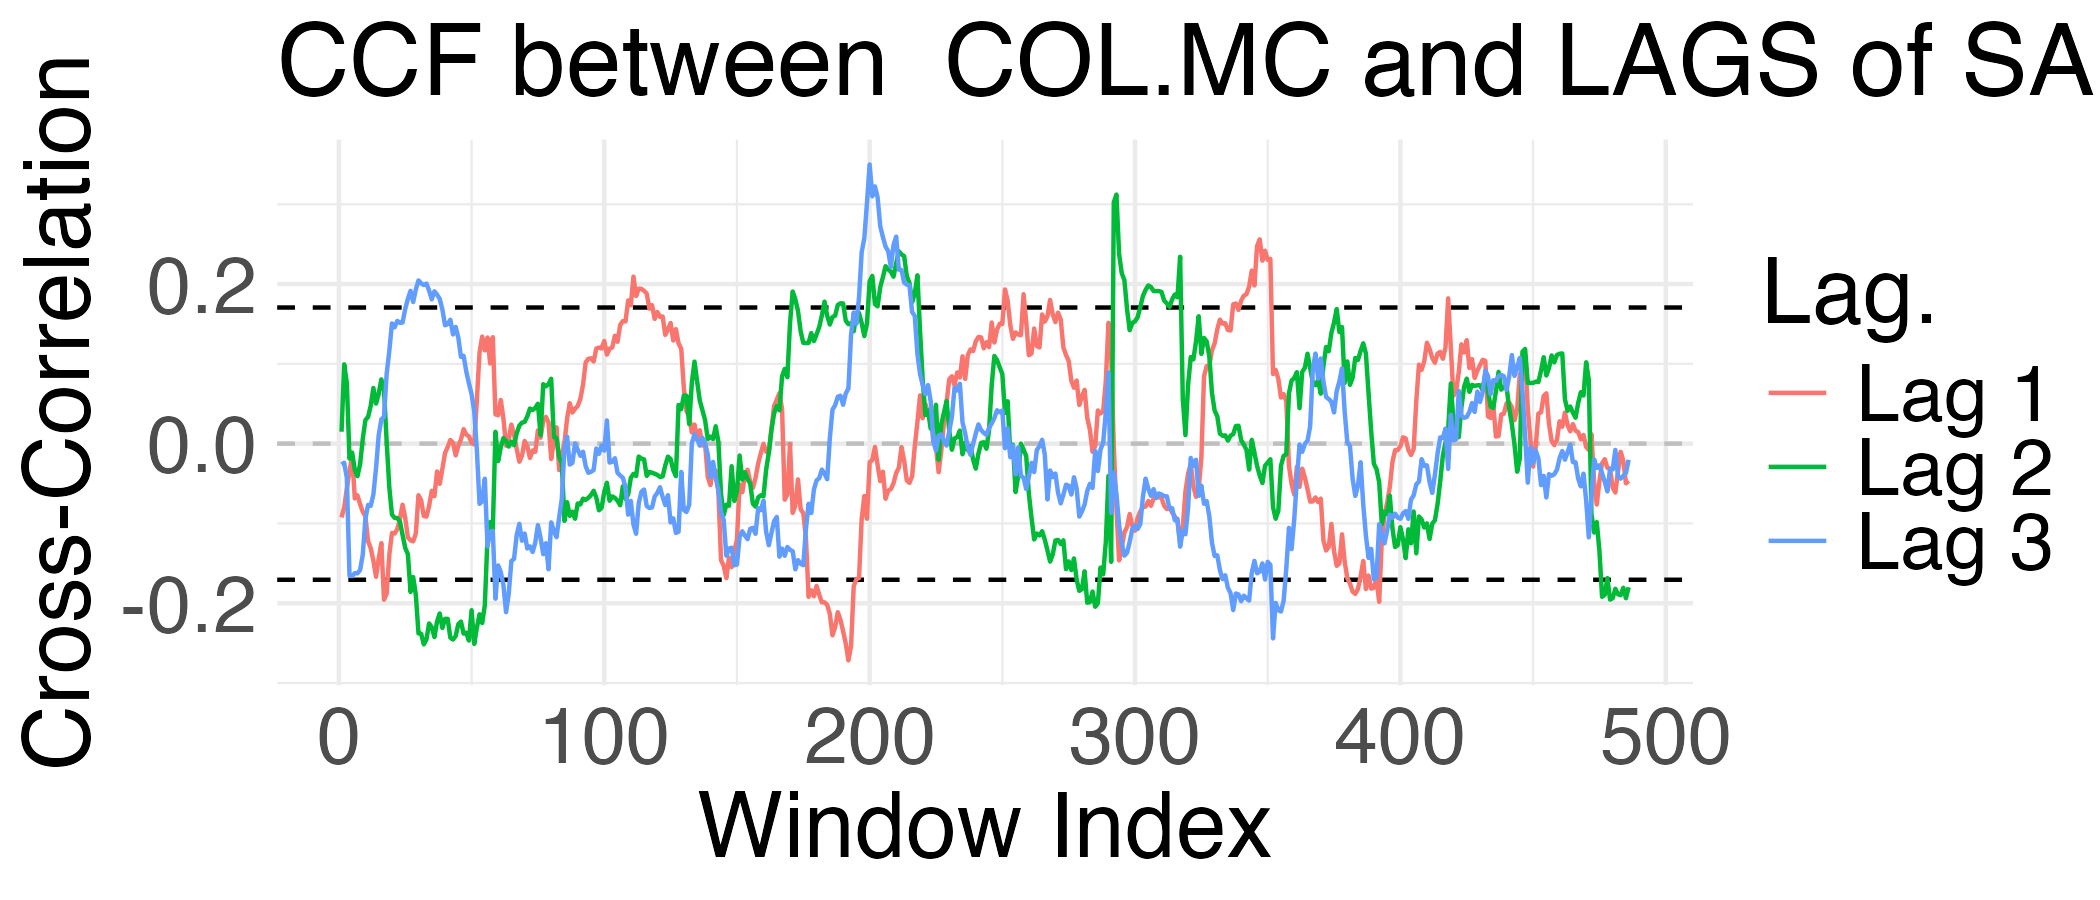 CCF between  COL.MC and LAGS of SA
Cross-Correlation
0.2
0.0
-0.2
0
100
200
300
400
500
Window Index
Lag.
Lag 1
Lag 2
Lag 3